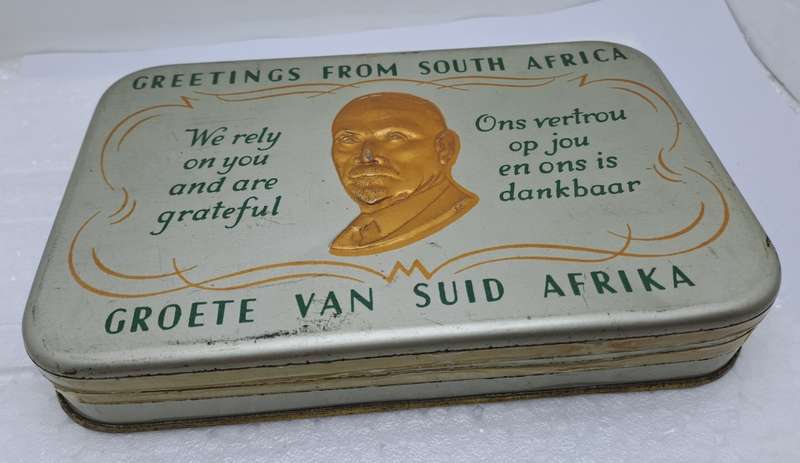 GREETINGS FROM SOUTH AFRICA
We rely
on you
and are
grateful
Ons vertrou
op jou
en ons is
dankbaar
GROETE VAN SUID AFRIKA